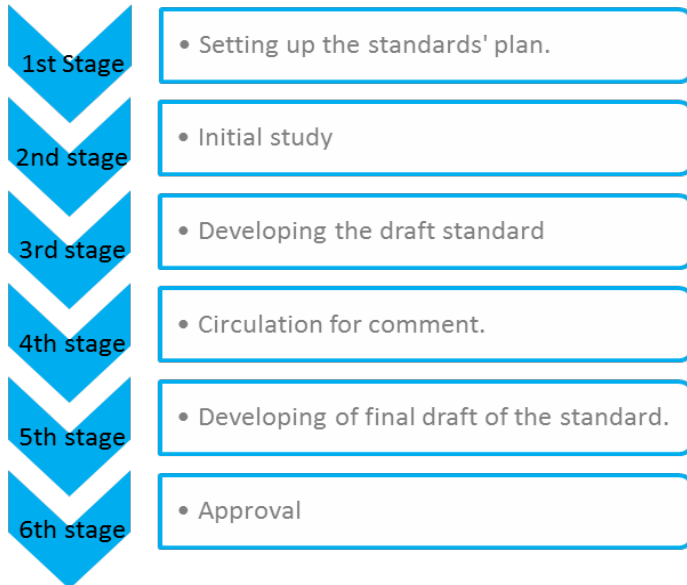 1st Stage
• Setting up the standards' plan.
2nd stage
• Initial study
3rd stage
• Developing the draft standard
4th stage
• Circulation for comment.
5th stage
• Developing of final draft of the standard.
6th stage
• Approval